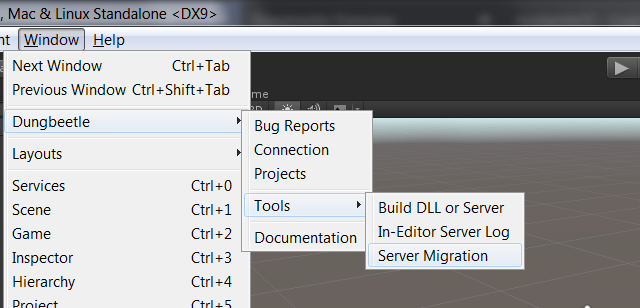 , Mac & Linux Standalone <DX9>
nt Window Help
Next Window Ctrl+Tab
Previous Window Ctrl+Shift+Tab
me
Dungbeetle
Bug Reports
Layouts
Connection
Projects
Services Ctrl+0
Scene Ctrl+1
Tools
Build DLL or Server
Game Ctrl+2
In-Editor Server Log
Documentation
Inspector Ctrl+3
Server Migration
Hierarchy Ctrl+4
Project Ctrl+5